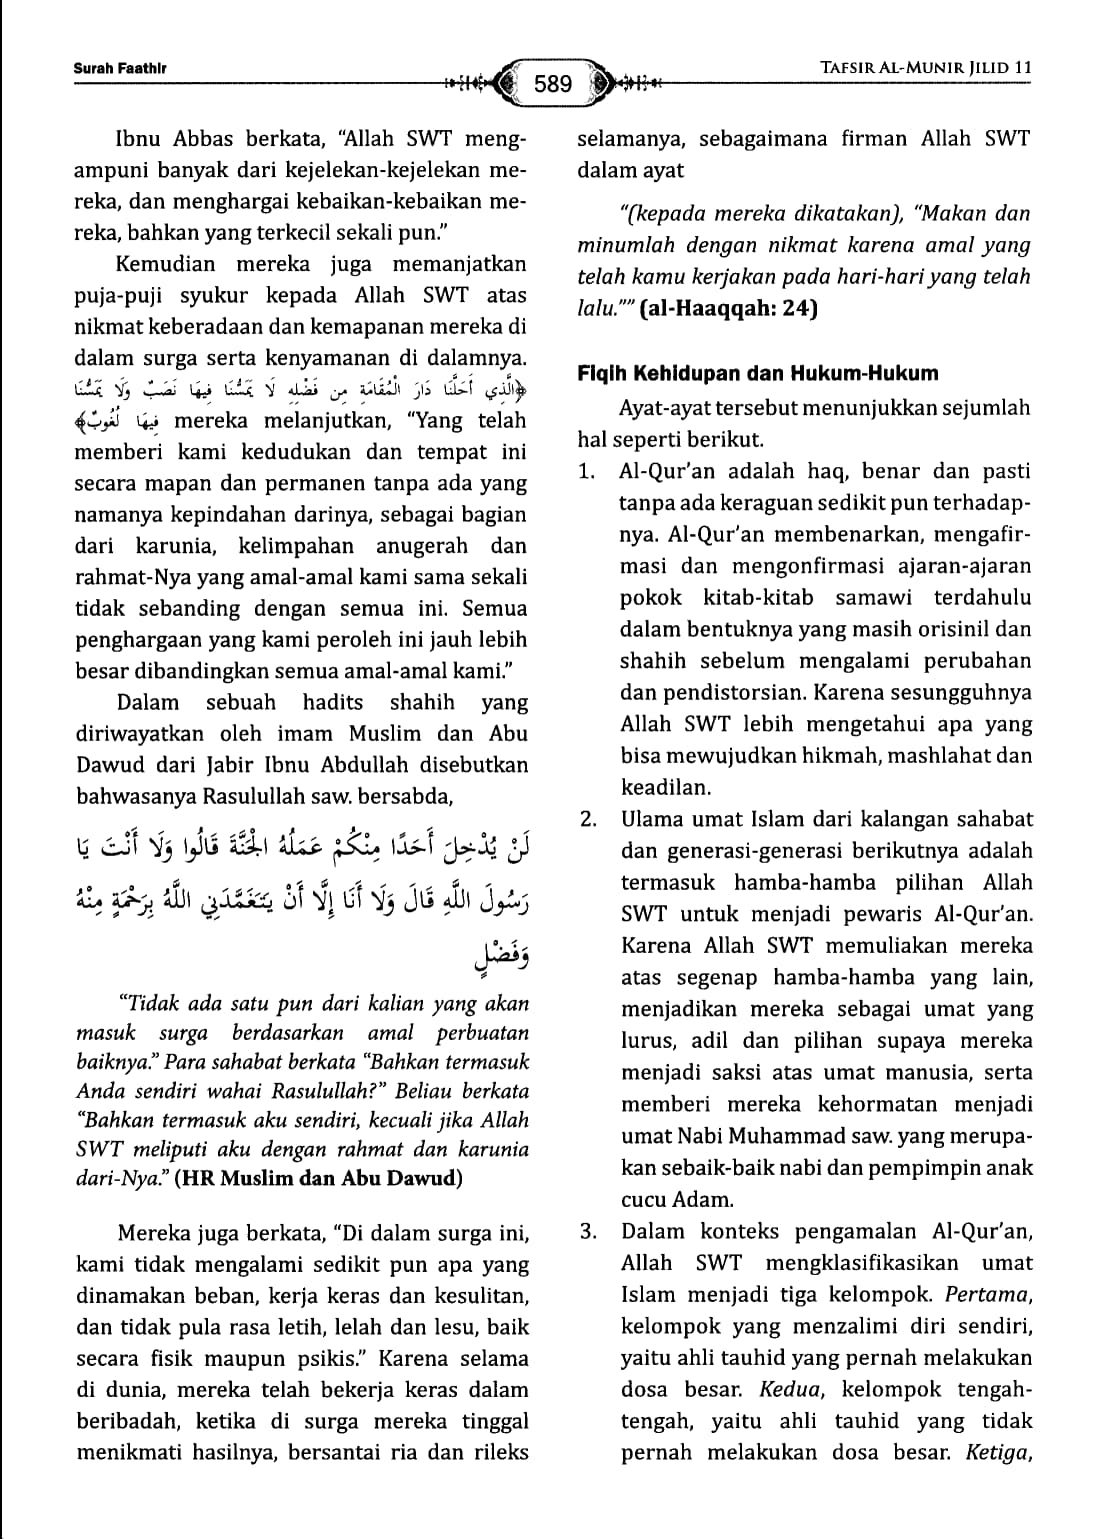 Surah Faathir
589
TAFSIR AL-MUNIR JILID 11
Ibnu Abbas berkata, “Allah SWT meng-
ampuni banyak dari kejelekan-kejelekan me-
reka, dan menghargai kebaikan-kebaikan me-
reka, bahkan yang terkecil sekali pun.”
Kemudian mereka juga memanjatkan
puja-puji syukur kepada Allah SWT atas
nikmat keberadaan dan kemapanan mereka di
dalam surga serta kenyamanan di dalamnya.
﴿الَّذِي أَحَلَّنَا دَارَ الْمُقَامَةِ مِن فَضْلِهِ لَا يَمَسُّنَا فِيهَا نَصَبٌ وَلَا يَمَسُّنَا
فِيهَا لُغُوبٌ﴾ mereka melanjutkan, “Yang telah
memberi kami kedudukan dan tempat ini
secara mapan dan permanen tanpa ada yang
namanya kepindahan darinya, sebagai bagian
dari karunia, kelimpahan anugerah dan
rahmat-Nya yang amal-amal kami sama sekali
tidak sebanding dengan semua ini. Semua
penghargaan yang kami peroleh ini jauh lebih
besar dibandingkan semua amal-amal kami.”
Dalam sebuah hadits shahih yang
diriwayatkan oleh imam Muslim dan Abu
Dawud dari Jabir Ibnu Abdullah disebutkan
bahwasanya Rasulullah saw. bersabda,
لَنْ يُدْخِلَ أَحَدًا مِنْكُمْ عَمَلُهُ الْجَنَّةَ قَالُوا وَلَا أَنْتَ يَا
رَسُولَ اللَّهِ قَالَ وَلَا أَنَا إِلَّا أَنْ يَتَغَمَّدَنِي اللَّهُ بِرَحْمَةٍ مِنْهُ
وَفَضْلٍ
“Tidak ada satu pun dari kalian yang akan
masuk surga berdasarkan amal perbuatan
baiknya.” Para sahabat berkata “Bahkan termasuk
Anda sendiri wahai Rasulullah?” Beliau berkata
“Bahkan termasuk aku sendiri, kecuali jika Allah
SWT meliputi aku dengan rahmat dan karunia
dari-Nya.” (HR Muslim dan Abu Dawud)
Mereka juga berkata, “Di dalam surga ini,
kami tidak mengalami sedikit pun apa yang
dinamakan beban, kerja keras dan kesulitan,
dan tidak pula rasa letih, lelah dan lesu, baik
secara fisik maupun psikis.” Karena selama
di dunia, mereka telah bekerja keras dalam
beribadah, ketika di surga mereka tinggal
menikmati hasilnya, bersantai ria dan rileks
selamanya, sebagaimana firman Allah SWT
dalam ayat
“(kepada mereka dikatakan), “Makan dan
minumlah dengan nikmat karena amal yang
telah kamu kerjakan pada hari-hari yang telah
lalu.”” (al-Haaqqah: 24)
Fiqih Kehidupan dan Hukum-Hukum
Ayat-ayat tersebut menunjukkan sejumlah
hal seperti berikut.
1. Al-Qur’an adalah haq, benar dan pasti
tanpa ada keraguan sedikit pun terhadap-
nya. Al-Qur’an membenarkan, mengafir-
masi dan mengonfirmasi ajaran-ajaran
pokok kitab-kitab samawi terdahulu
dalam bentuknya yang masih orisinil dan
shahih sebelum mengalami perubahan
dan pendistorsian. Karena sesungguhnya
Allah SWT lebih mengetahui apa yang
bisa mewujudkan hikmah, mashlahat dan
keadilan.
2. Ulama umat Islam dari kalangan sahabat
dan generasi-generasi berikutnya adalah
termasuk hamba-hamba pilihan Allah
SWT untuk menjadi pewaris Al-Qur’an.
Karena Allah SWT memuliakan mereka
atas segenap hamba-hamba yang lain,
menjadikan mereka sebagai umat yang
lurus, adil dan pilihan supaya mereka
menjadi saksi atas umat manusia, serta
memberi mereka kehormatan menjadi
umat Nabi Muhammad saw. yang merupa-
kan sebaik-baik nabi dan pempimpin anak
cucu Adam.
3. Dalam konteks pengamalan Al-Qur’an,
Allah SWT mengklasifikasikan umat
Islam menjadi tiga kelompok. Pertama,
kelompok yang menzalimi diri sendiri,
yaitu ahli tauhid yang pernah melakukan
dosa besar. Kedua, kelompok tengah-
tengah, yaitu ahli tauhid yang tidak
pernah melakukan dosa besar. Ketiga,